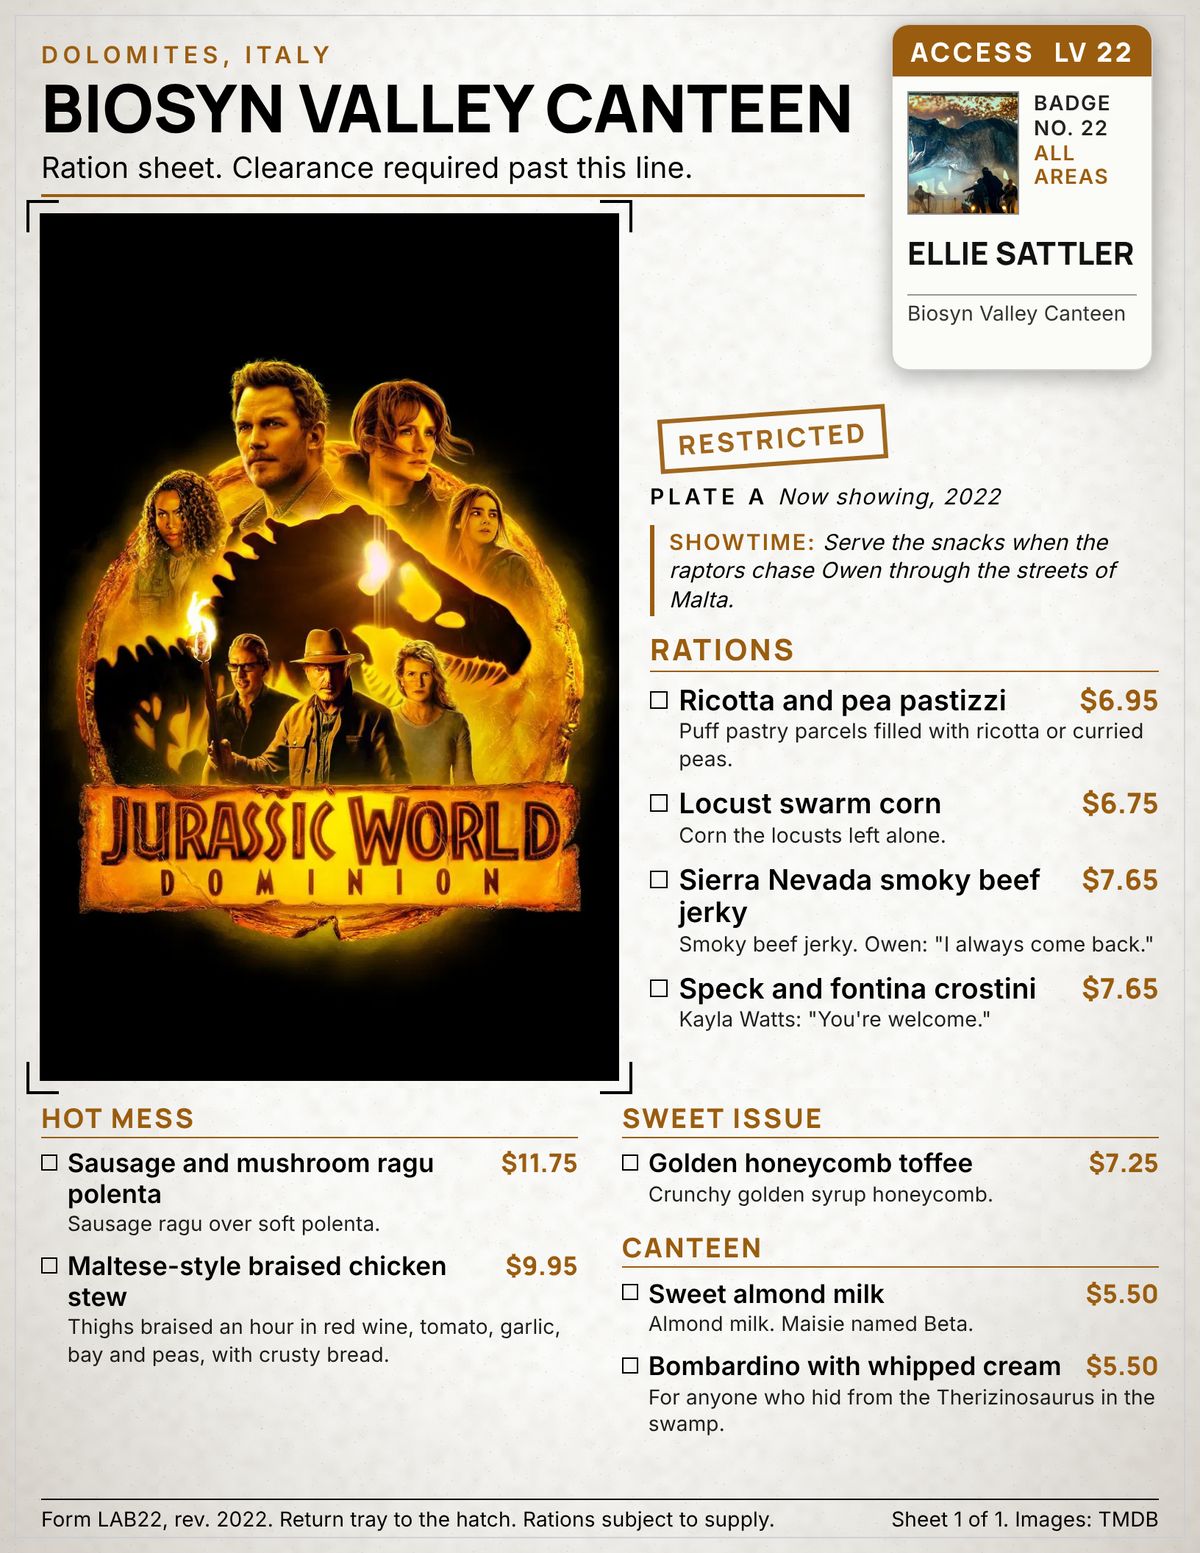 DOLOMITES, ITALY
BIOSYN VALLEY CANTEEN
Ration sheet. Clearance required past this line.
ACCESS LV 22
BADGE
NO. 22
ALL
AREAS
ELLIE SATTLER
Biosyn Valley Canteen
JURASSIC WORLD
DOMINION
RESTRICTED
PLATE A Now showing, 2022
SHOWTIME: Serve the snacks when the
raptors chase Owen through the streets of
Malta.
RATIONS
Ricotta and pea pastizzi $6.95
Puff pastry parcels filled with ricotta or curried
peas.
Locust swarm corn $6.75
Corn the locusts left alone.
Sierra Nevada smoky beef $7.65
jerky
Smoky beef jerky. Owen: "I always come back."
Speck and fontina crostini $7.65
Kayla Watts: "You're welcome."
HOT MESS
Sausage and mushroom ragu $11.75
polenta
Sausage ragu over soft polenta.
Maltese-style braised chicken $9.95
stew
Thighs braised an hour in red wine, tomato, garlic,
bay and peas, with crusty bread.
SWEET ISSUE
Golden honeycomb toffee $7.25
Crunchy golden syrup honeycomb.
CANTEEN
Sweet almond milk $5.50
Almond milk. Maisie named Beta.
Bombardino with whipped cream $5.50
For anyone who hid from the Therizinosaurus in the
swamp.
Form LAB22, rev. 2022. Return tray to the hatch. Rations subject to supply.
Sheet 1 of 1. Images: TMDB